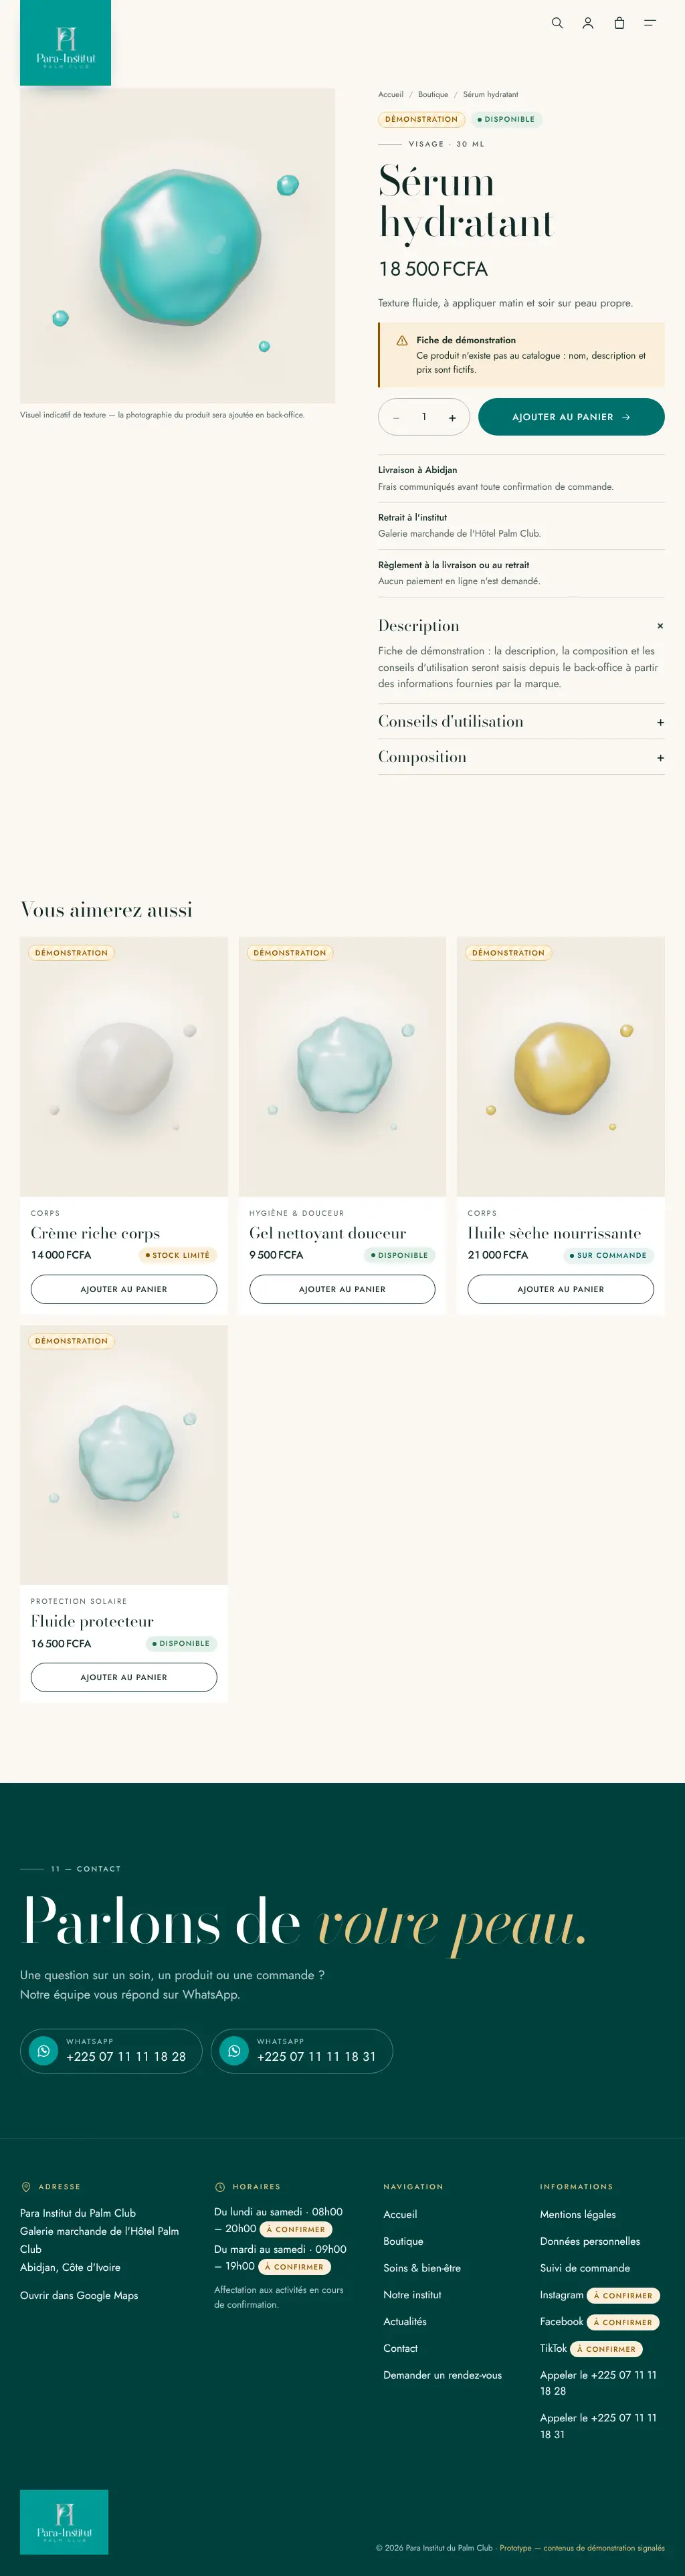 Para-Institut
PALM CLUB
Accueil / Boutique / Sérum hydratant
DÉMONSTRATION
DISPONIBLE
VISAGE · 30 ML
Sérum
hydratant
18 500 FCFA
Texture fluide, à appliquer matin et soir sur peau propre.
Fiche de démonstration
Ce produit n'existe pas au catalogue : nom, description et
prix sont fictifs.
− 1 +
AJOUTER AU PANIER →
Visuel indicatif de texture — la photographie du produit sera ajoutée en back-office.
Livraison à Abidjan
Frais communiqués avant toute confirmation de commande.
Retrait à l'institut
Galerie marchande de l'Hôtel Palm Club.
Règlement à la livraison ou au retrait
Aucun paiement en ligne n'est demandé.
Description ×
Fiche de démonstration : la description, la composition et les
conseils d'utilisation seront saisis depuis le back-office à partir
des informations fournies par la marque.
Conseils d'utilisation +
Composition +
Vous aimerez aussi
DÉMONSTRATION
CORPS
Crème riche corps
14 000 FCFA
STOCK LIMITÉ
AJOUTER AU PANIER
DÉMONSTRATION
HYGIÈNE & DOUCEUR
Gel nettoyant douceur
9 500 FCFA
DISPONIBLE
AJOUTER AU PANIER
DÉMONSTRATION
CORPS
Huile sèche nourrissante
21 000 FCFA
SUR COMMANDE
AJOUTER AU PANIER
DÉMONSTRATION
PROTECTION SOLAIRE
Fluide protecteur
16 500 FCFA
DISPONIBLE
AJOUTER AU PANIER
11 — CONTACT
Parlons de votre peau.
Une question sur un soin, un produit ou une commande ?
Notre équipe vous répond sur WhatsApp.
WHATSAPP
+225 07 11 11 18 28
WHATSAPP
+225 07 11 11 18 31
ADRESSE
Para Institut du Palm Club
Galerie marchande de l'Hôtel Palm
Club
Abidjan, Côte d'Ivoire
Ouvrir dans Google Maps
HORAIRES
Du lundi au samedi · 08h00
– 20h00 À CONFIRMER
Du mardi au samedi · 09h00
– 19h00 À CONFIRMER
Affectation aux activités en cours
de confirmation.
NAVIGATION
Accueil
Boutique
Soins & bien-être
Notre institut
Actualités
Contact
Demander un rendez-vous
INFORMATIONS
Mentions légales
Données personnelles
Suivi de commande
Instagram À CONFIRMER
Facebook À CONFIRMER
TikTok À CONFIRMER
Appeler le +225 07 11 11
18 28
Appeler le +225 07 11 11
18 31
Para-Institut
PALM CLUB
© 2026 Para Institut du Palm Club · Prototype — contenus de démonstration signalés